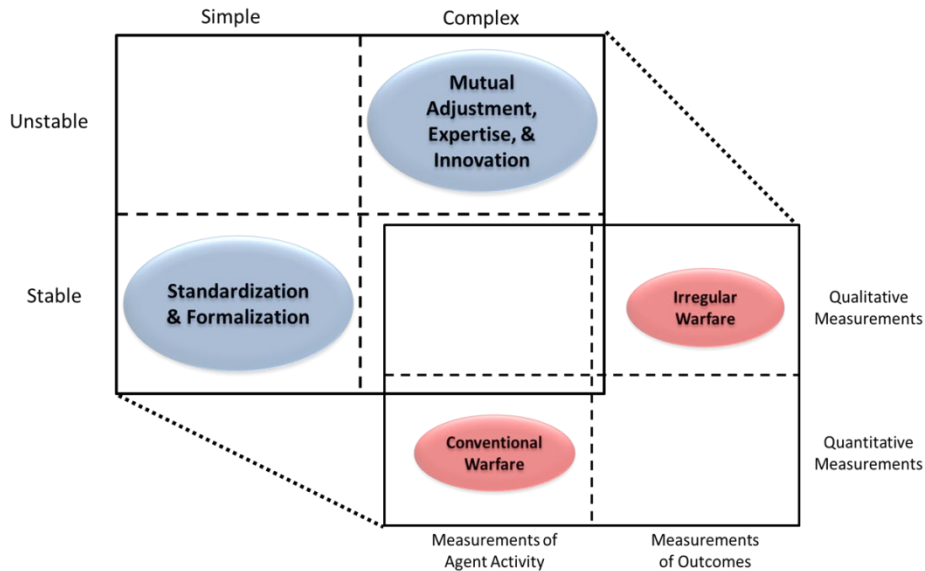 Simple
Complex
Unstable
Mutual
Adjustment,
Expertise, &
Innovation
Stable
Standardization
& Formalization
Irregular
Warfare
Qualitative
Measurements
Conventional
Warfare
Quantitative
Measurements
Measurements of
Agent Activity
Measurements
of Outcomes